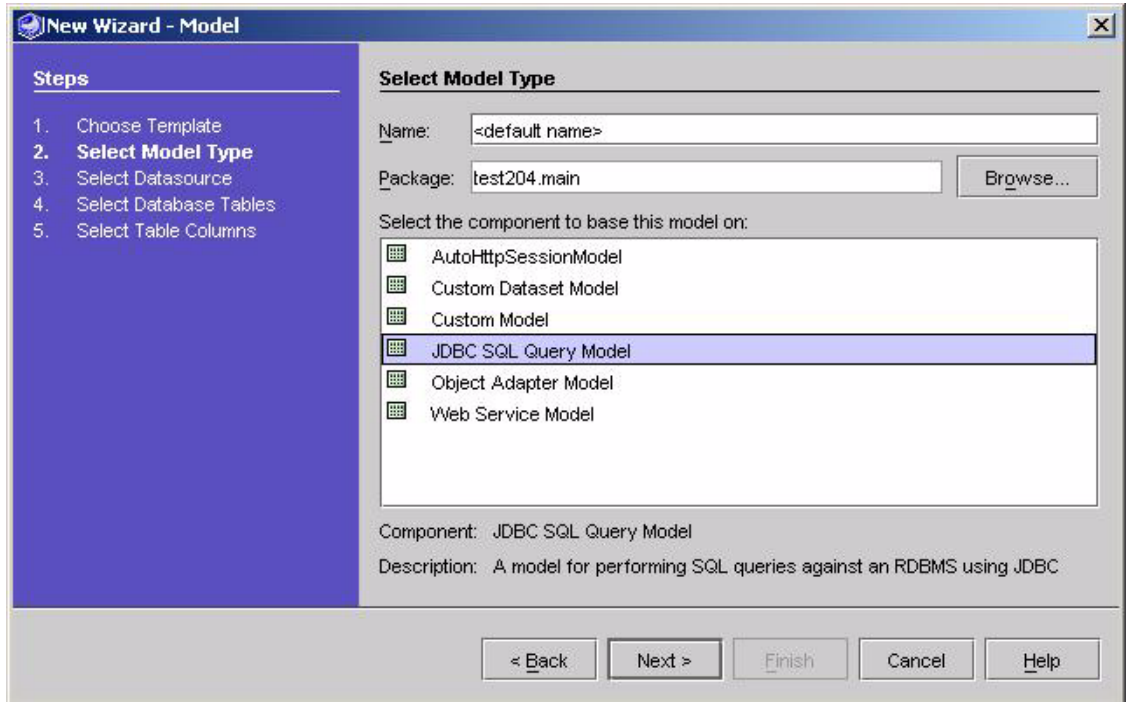 New Wizard - Model
Steps
1. Choose Template
2. Select Model Type
3. Select Datasource
4. Select Database Tables
5. Select Table Columns
Select Model Type
Name: <default name>
Package: test204.main Browse...
Select the component to base this model on:
AutoHttpSessionModel
Custom Dataset Model
Custom Model
JDBC SQL Query Model
Object Adapter Model
Web Service Model
Component: JDBC SQL Query Model
Description: A model for performing SQL queries against an RDBMS using JDBC
< Back Next > Finish Cancel Help